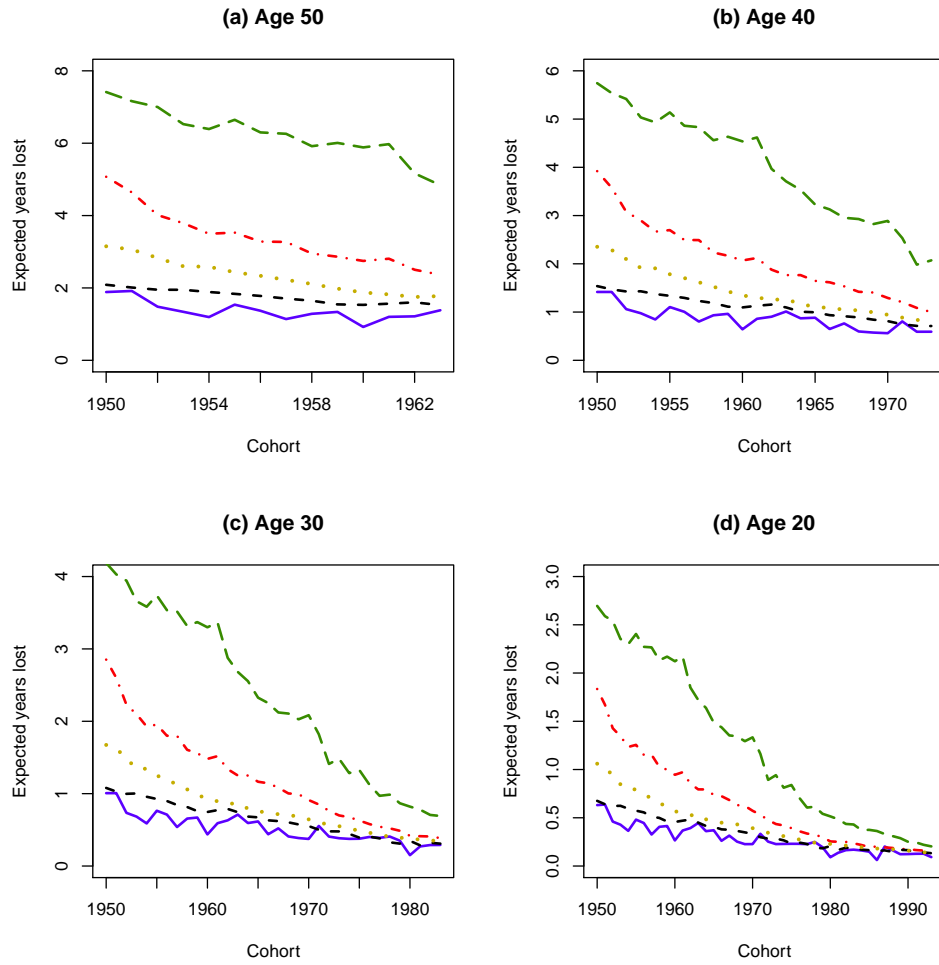 (a) Age 50
Expected years lost
0 2 4 6 8
1950 1954 1958 1962
Cohort
(b) Age 40
Expected years lost
0 1 2 3 4 5 6
1950 1955 1960 1965 1970
Cohort
(c) Age 30
Expected years lost
0 1 2 3 4
1950 1960 1970 1980
Cohort
(d) Age 20
Expected years lost
0.0 0.5 1.0 1.5 2.0 2.5 3.0
1950 1960 1970 1980 1990
Cohort